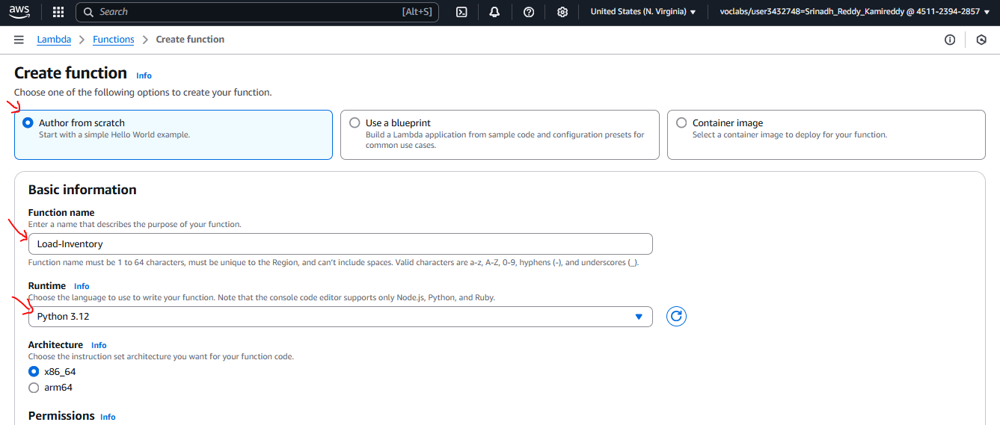 aws
Search [Alt+S] United States (N. Virginia) voclabs/user3432748=Srinadh_Reddy_Kamireddy @ 4511-2394-2857
Lambda Functions Create function
Create function Info
Choose one of the following options to create your function.
Author from scratch
Start with a simple Hello World example.
Use a blueprint
Build a Lambda application from sample code and configuration presets for
common use cases.
Container image
Select a container image to deploy for your function.
Basic information
Function name
Enter a name that describes the purpose of your function.
Load-Inventory
Function name must be 1 to 64 characters, must be unique to the Region, and can't include spaces. Valid characters are a-z, A-Z, 0-9, hyphens (-), and underscores (_).
Runtime Info
Choose the language to use to write your function. Note that the console code editor supports only Node.js, Python, and Ruby.
Python 3.12
Architecture Info
Choose the instruction set architecture you want for your function code.
x86_64
arm64
Permissions Info